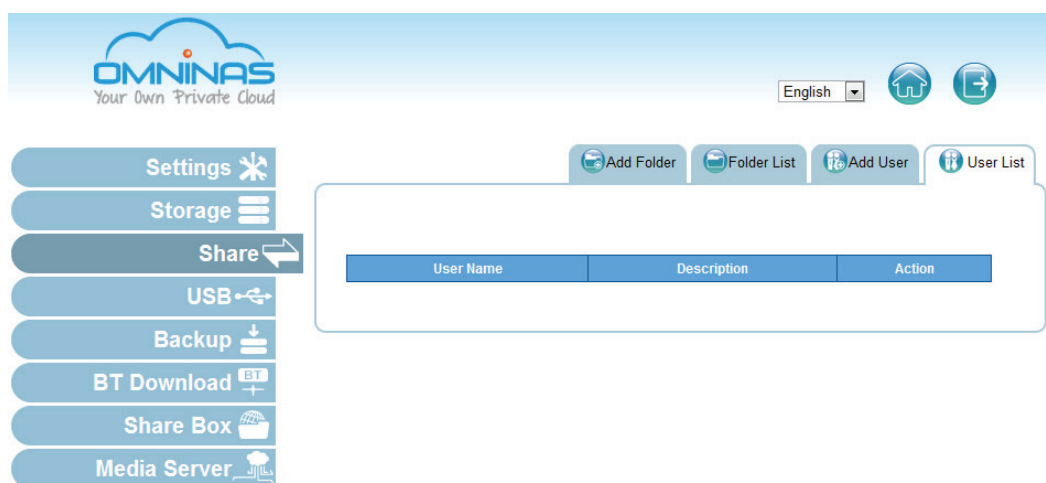 OMNINAS
Your Own Private Cloud
English
Settings
Storage
Share
USB
Backup
BT Download
BT
Share Box
Media Server
Add Folder
Folder List
Add User
User List
User Name
Description
Action